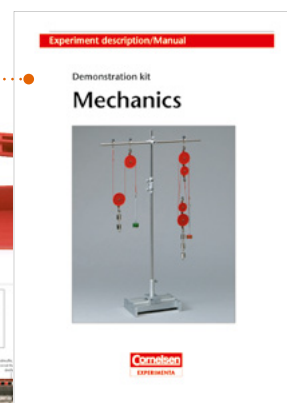 Experiment description/Manual
Demonstration kit
Mechanics
Cornelsen
EXPERIMENTA